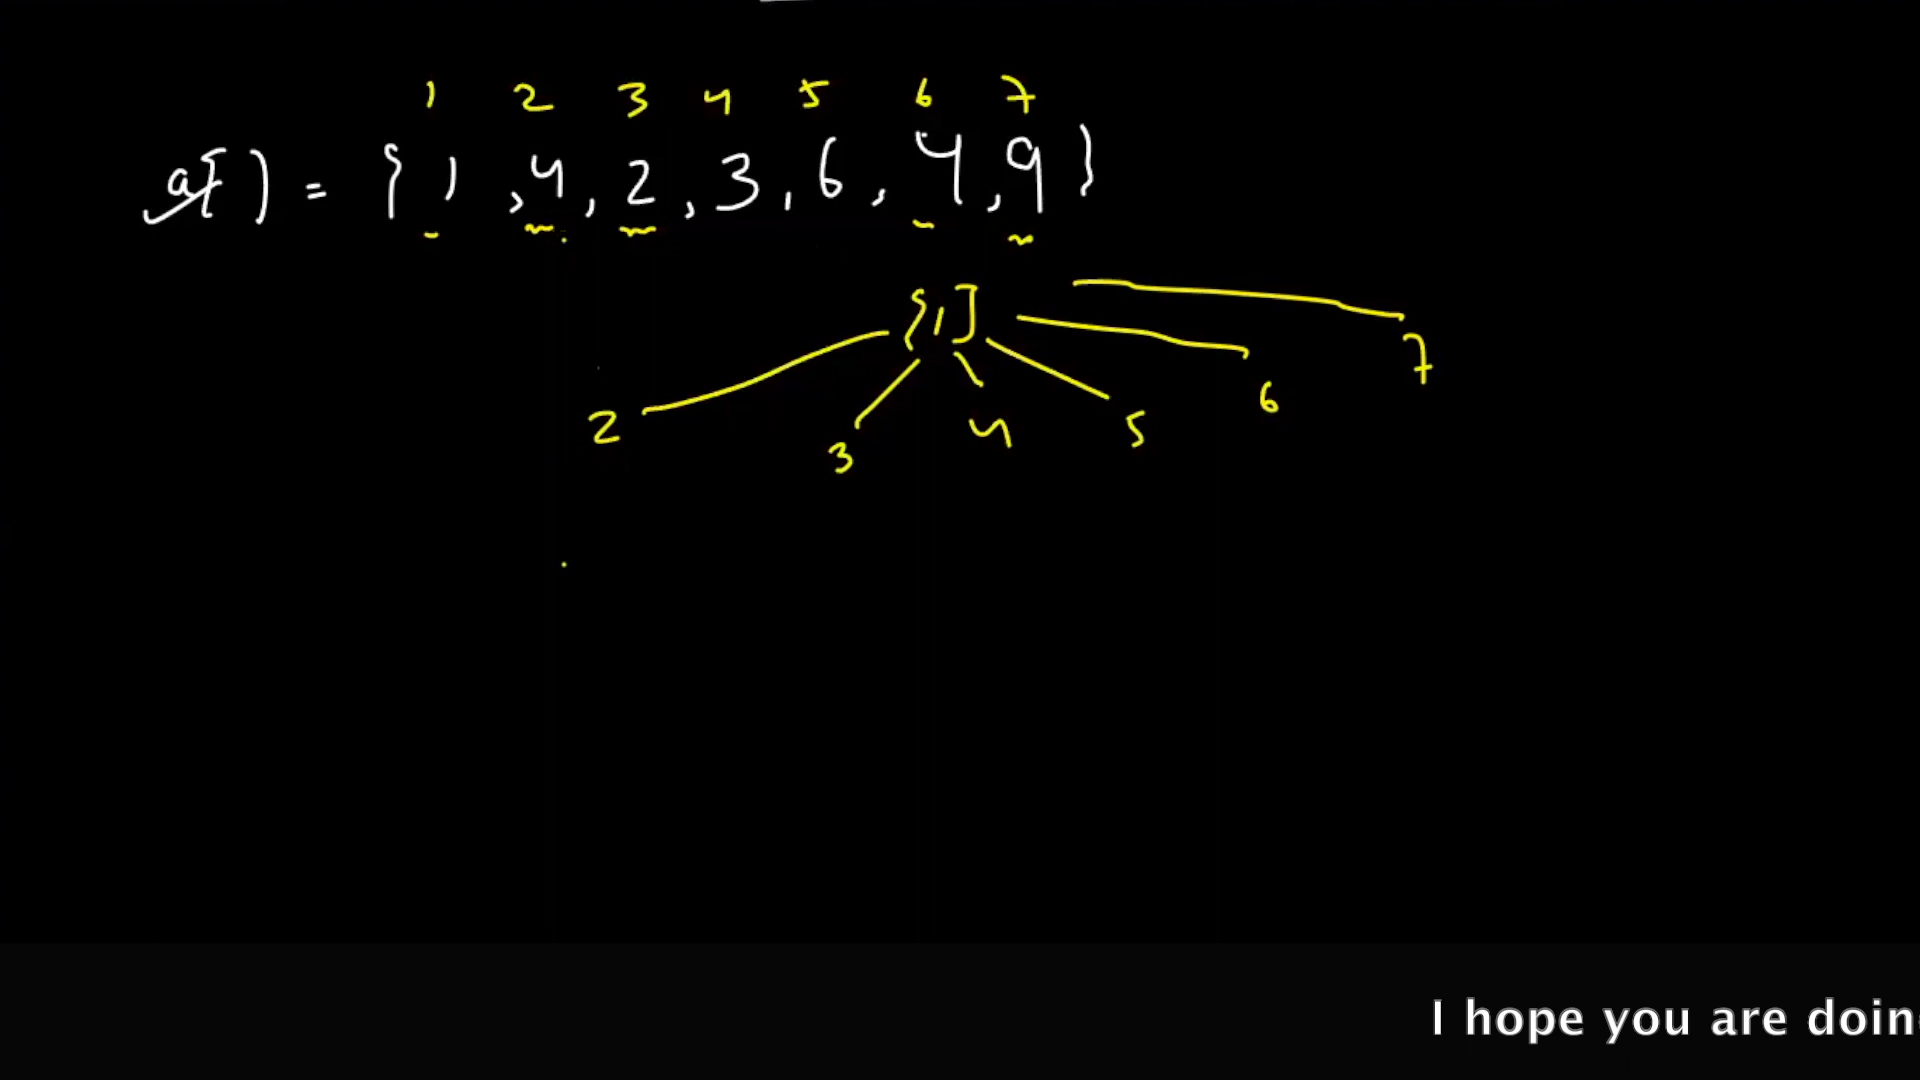 1 2 3 4 5 6 7
a[] = { 1, 4, 2, 3, 6, 4, 9 }
{1]
7
6
2 3 4 5
I hope you are doin